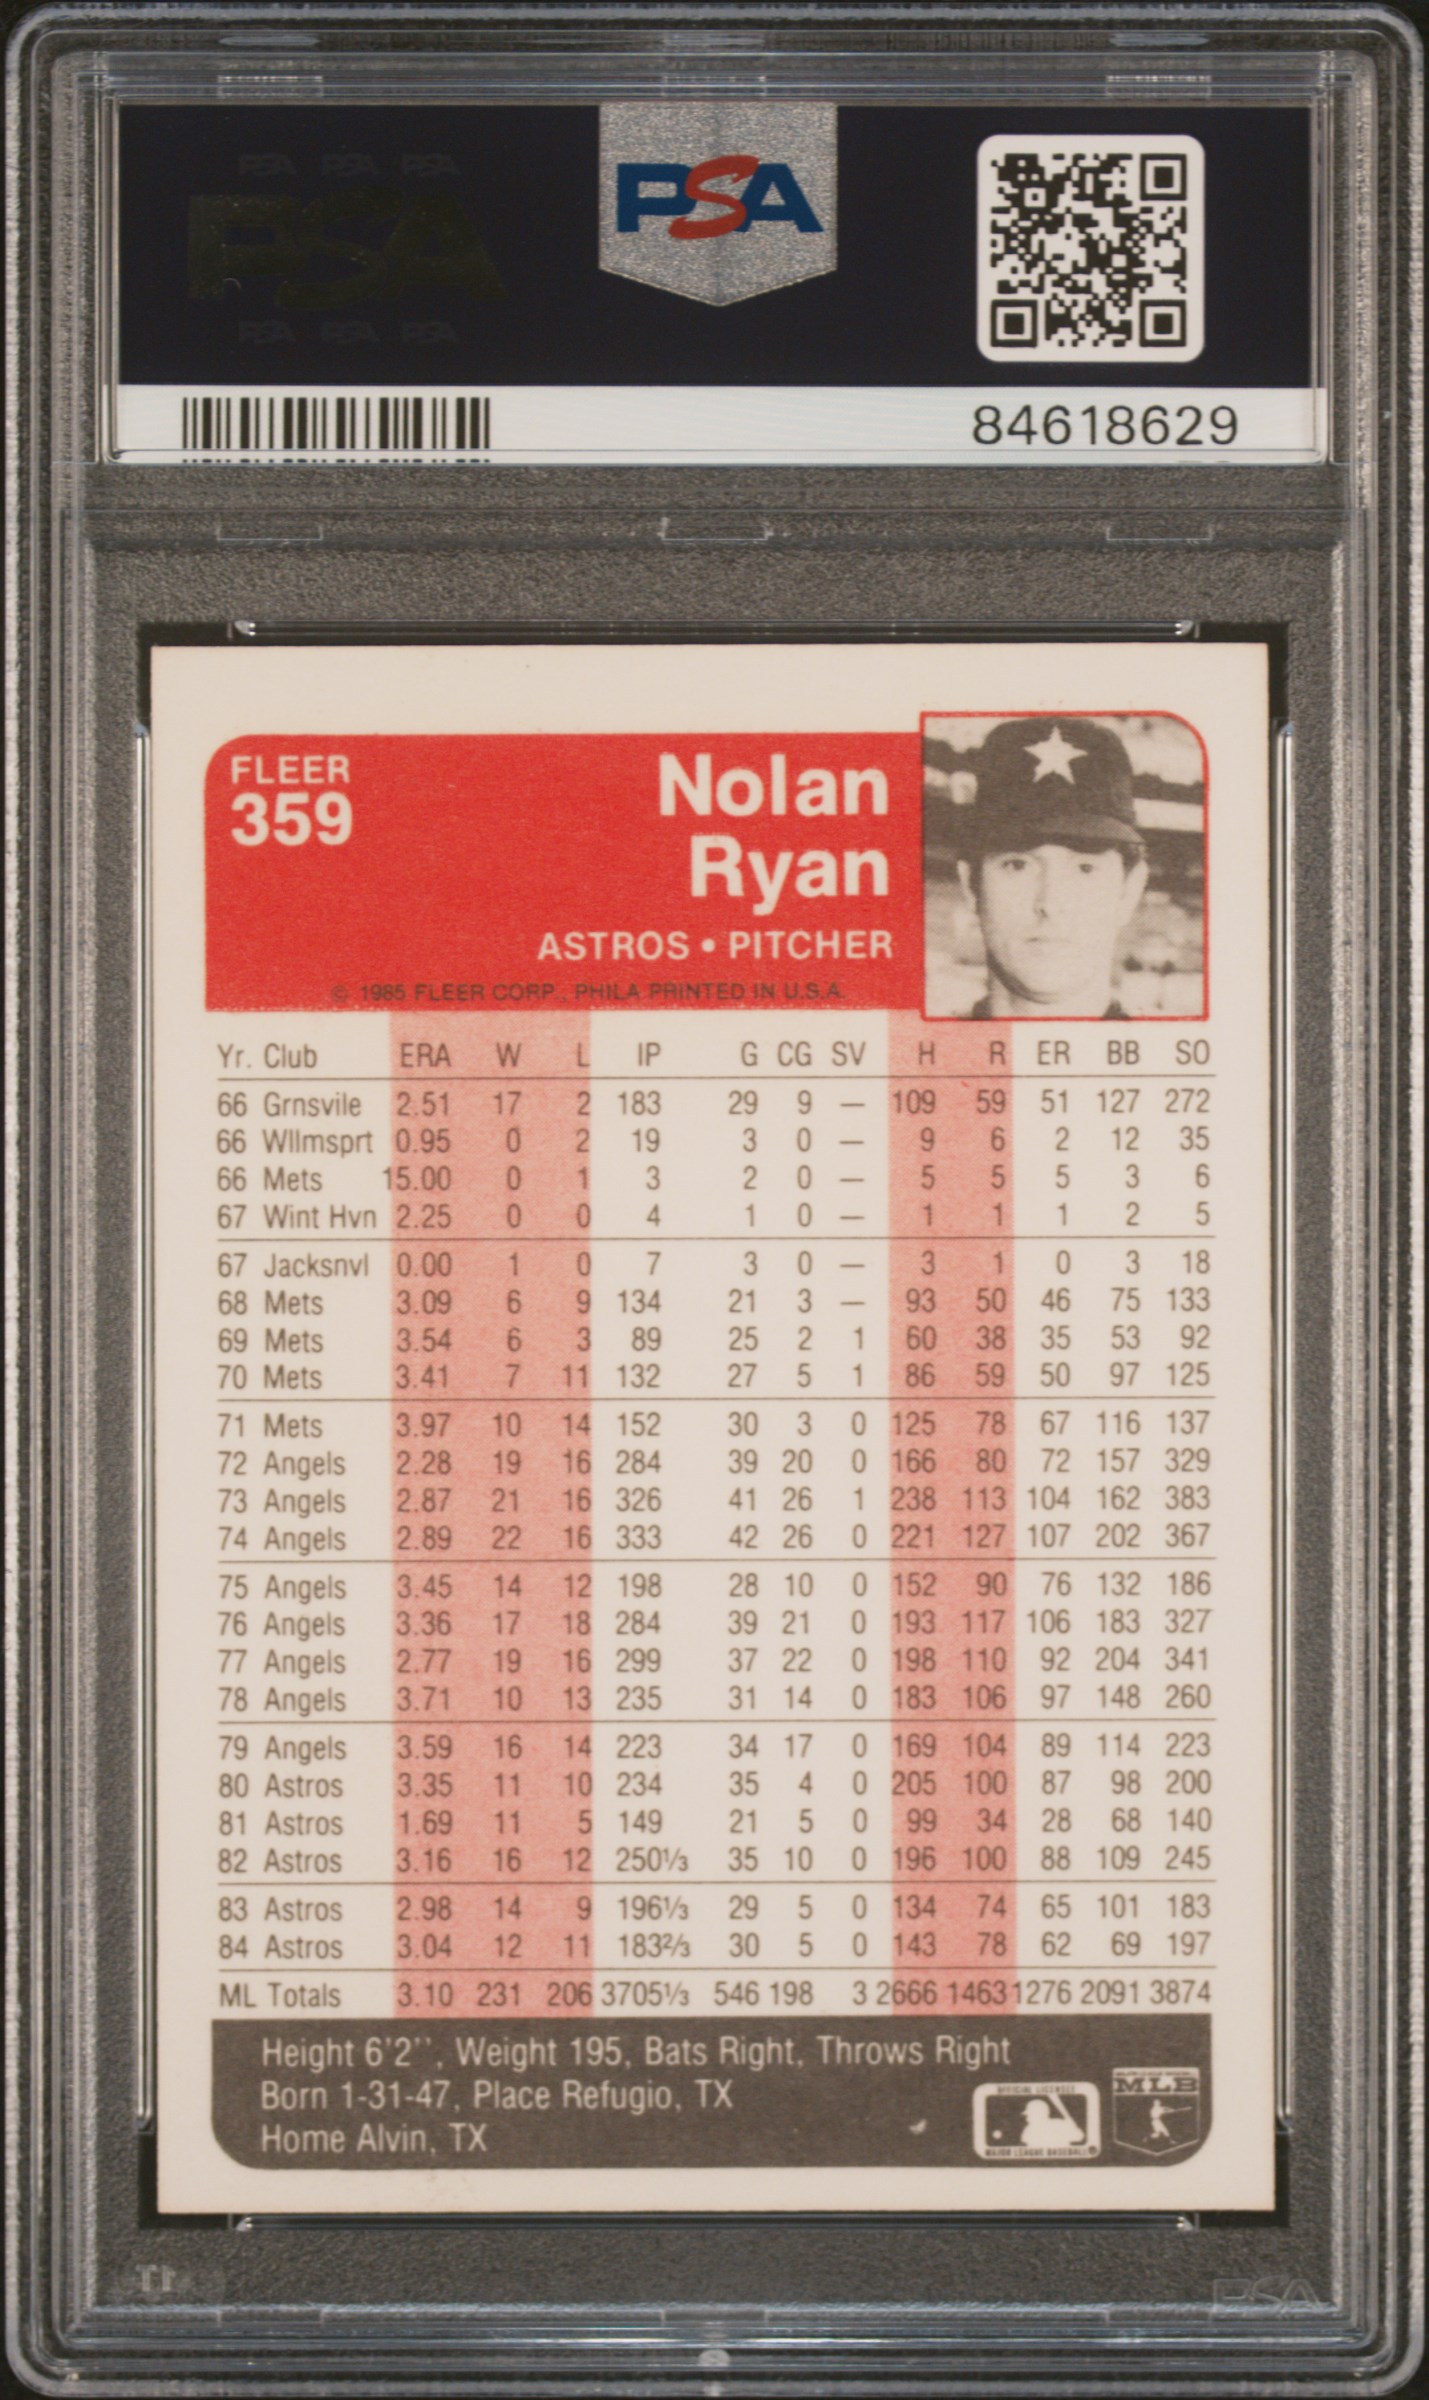 PSA PSA PSA
PSA
PSA PSA PSA
PSA
84618629
FLEER
359
Nolan
Ryan
ASTROS • PITCHER
© 1985 FLEER CORP., PHILA PRINTED IN U.S.A.
Yr. Club ERA W L IP G CG SV H R ER BB SO
66 Grnsvile 2.51 17 2 183 29 9 — 109 59 51 127 272
66 Wllmsprt 0.95 0 2 19 3 0 — 9 6 2 12 35
66 Mets 15.00 0 1 3 2 0 — 5 5 5 3 6
67 Wint Hvn 2.25 0 0 4 1 0 — 1 1 1 2 5
67 Jacksnvl 0.00 1 0 7 3 0 — 3 1 0 3 18
68 Mets 3.09 6 9 134 21 3 — 93 50 46 75 133
69 Mets 3.54 6 3 89 25 2 1 60 38 35 53 92
70 Mets 3.41 7 11 132 27 5 1 86 59 50 97 125
71 Mets 3.97 10 14 152 30 3 0 125 78 67 116 137
72 Angels 2.28 19 16 284 39 20 0 166 80 72 157 329
73 Angels 2.87 21 16 326 41 26 1 238 113 104 162 383
74 Angels 2.89 22 16 333 42 26 0 221 127 107 202 367
75 Angels 3.45 14 12 198 28 10 0 152 90 76 132 186
76 Angels 3.36 17 18 284 39 21 0 193 117 106 183 327
77 Angels 2.77 19 16 299 37 22 0 198 110 92 204 341
78 Angels 3.71 10 13 235 31 14 0 183 106 97 148 260
79 Angels 3.59 16 14 223 34 17 0 169 104 89 114 223
80 Astros 3.35 11 10 234 35 4 0 205 100 87 98 200
81 Astros 1.69 11 5 149 21 5 0 99 34 28 68 140
82 Astros 3.16 16 12 250⅓ 35 10 0 196 100 88 109 245
83 Astros 2.98 14 9 196⅓ 29 5 0 134 74 65 101 183
84 Astros 3.04 12 11 183⅔ 30 5 0 143 78 62 69 197
ML Totals 3.10 231 206 3705⅓ 546 198 3 2666 1463 1276 2091 3874
Height 6'2'', Weight 195, Bats Right, Throws Right
Born 1-31-47, Place Refugio, TX
Home Alvin, TX
OFFICIAL LICENSEE
MAJOR LEAGUE BASEBALL
MLB
PSA